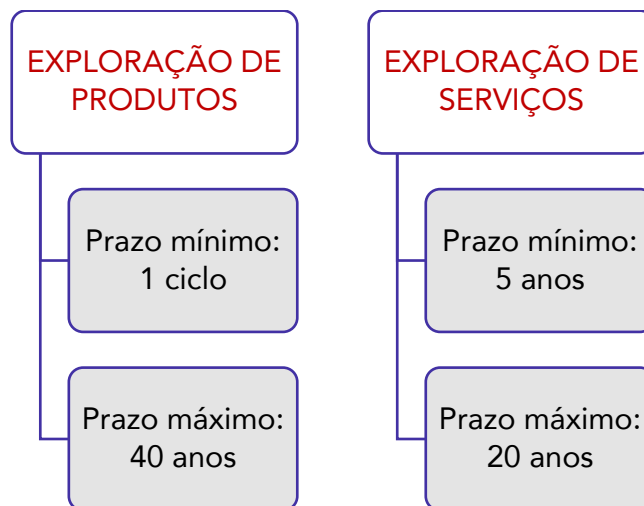 EXPLORAÇÃO DE
PRODUTOS
Prazo mínimo:
1 ciclo
Prazo máximo:
40 anos
EXPLORAÇÃO DE
SERVIÇOS
Prazo mínimo:
5 anos
Prazo máximo:
20 anos